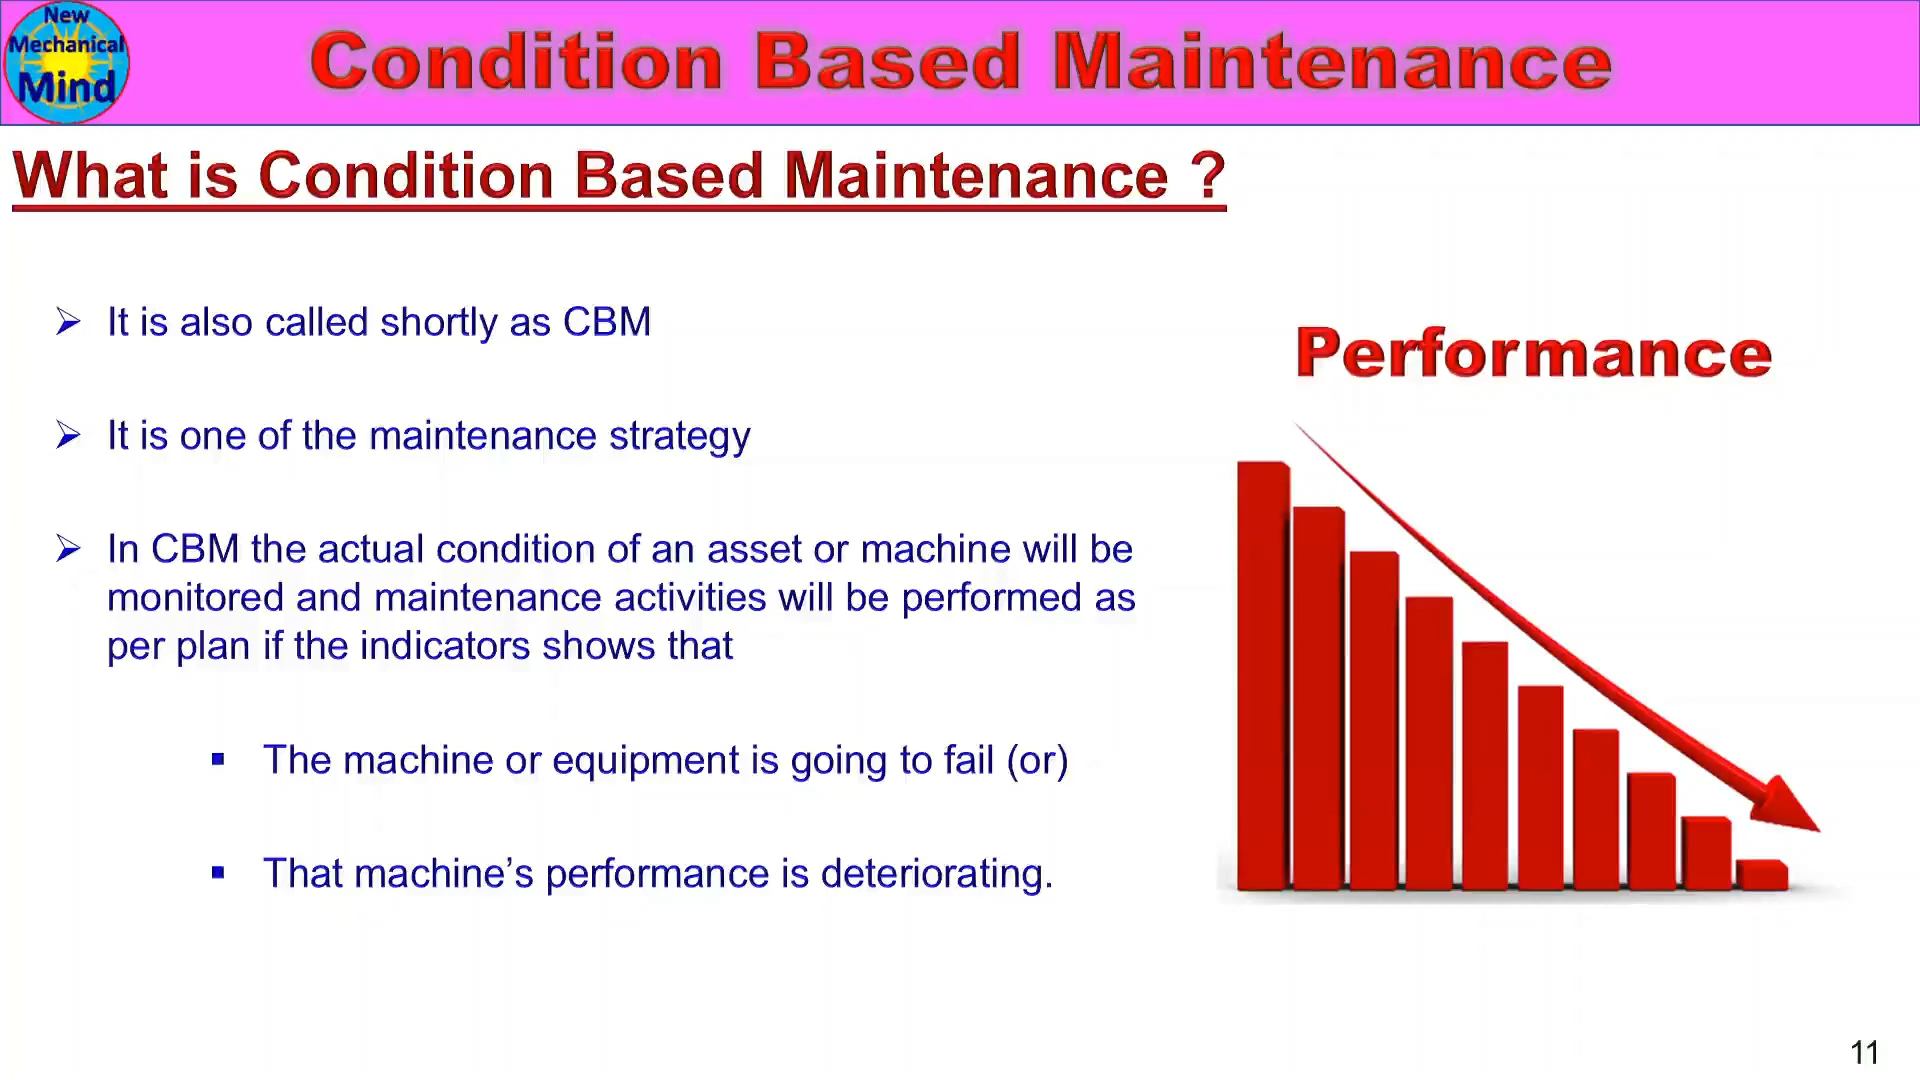 New
Mechanical
Mind
Condition Based Maintenance
What is Condition Based Maintenance ?
➢ It is also called shortly as CBM
➢ It is one of the maintenance strategy
➢ In CBM the actual condition of an asset or machine will be
monitored and maintenance activities will be performed as
per plan if the indicators shows that
▪ The machine or equipment is going to fail (or)
▪ That machine’s performance is deteriorating.
Performance
11